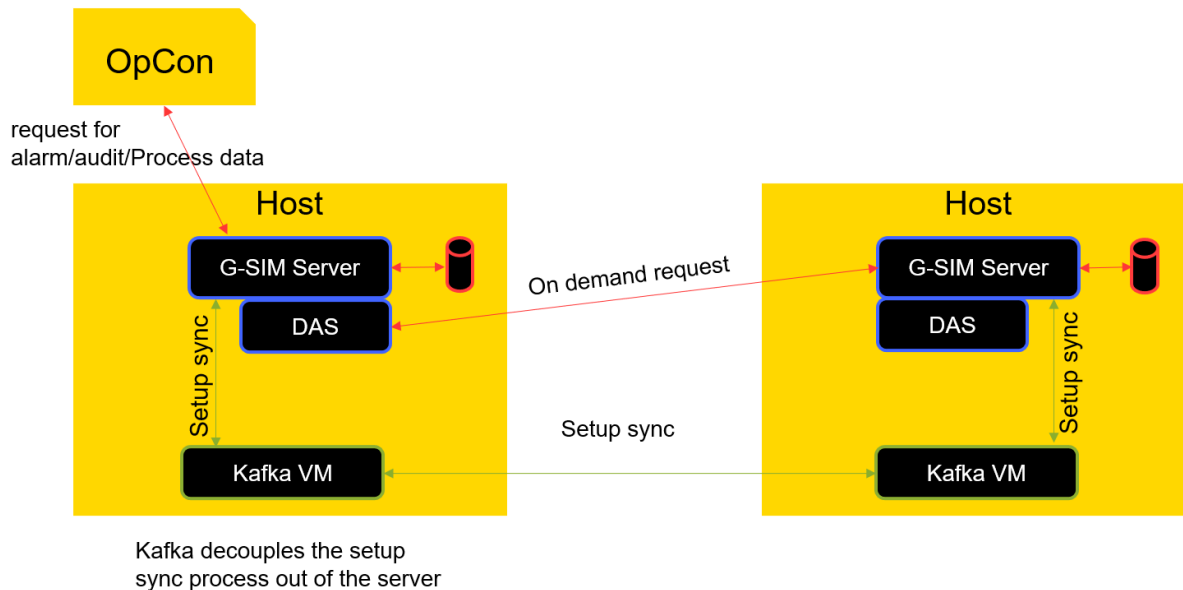 OpCon
request for
alarm/audit/Process data
Host
G-SIM Server
DAS
Setup sync
Kafka VM
On demand request
Setup sync
Host
G-SIM Server
DAS
Setup sync
Kafka VM
Kafka decouples the setup
sync process out of the server